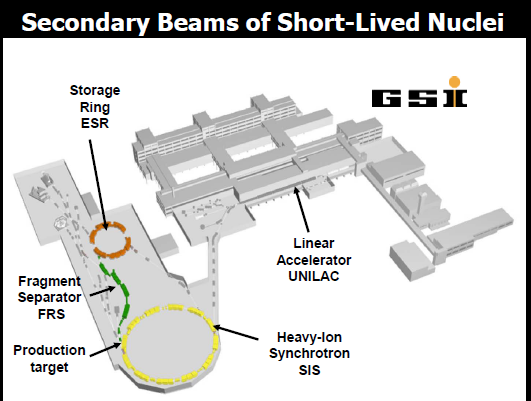 Secondary Beams of Short-Lived Nuclei
Storage
Ring
ESR
GSI
Linear
Accelerator
UNILAC
Fragment
Separator
FRS
Production
target
Heavy-Ion
Synchrotron
SIS